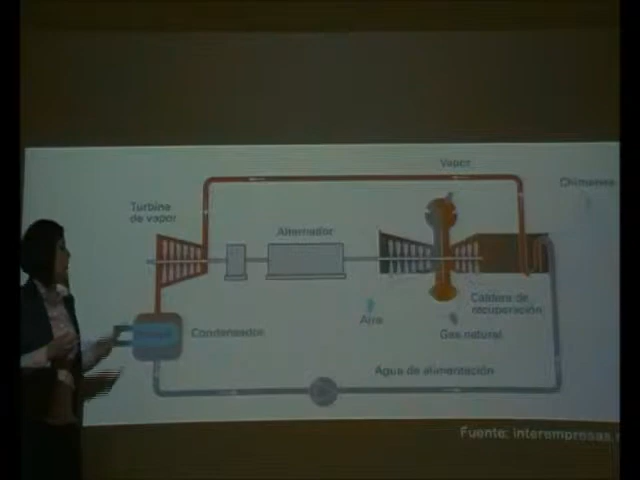 Vapor
Chimenea
Turbina
de vapor
Alternador
Caldera de
recuperación
Aire
Gas natural
Condensador
Agua de alimentación
Fuente: interempresas.